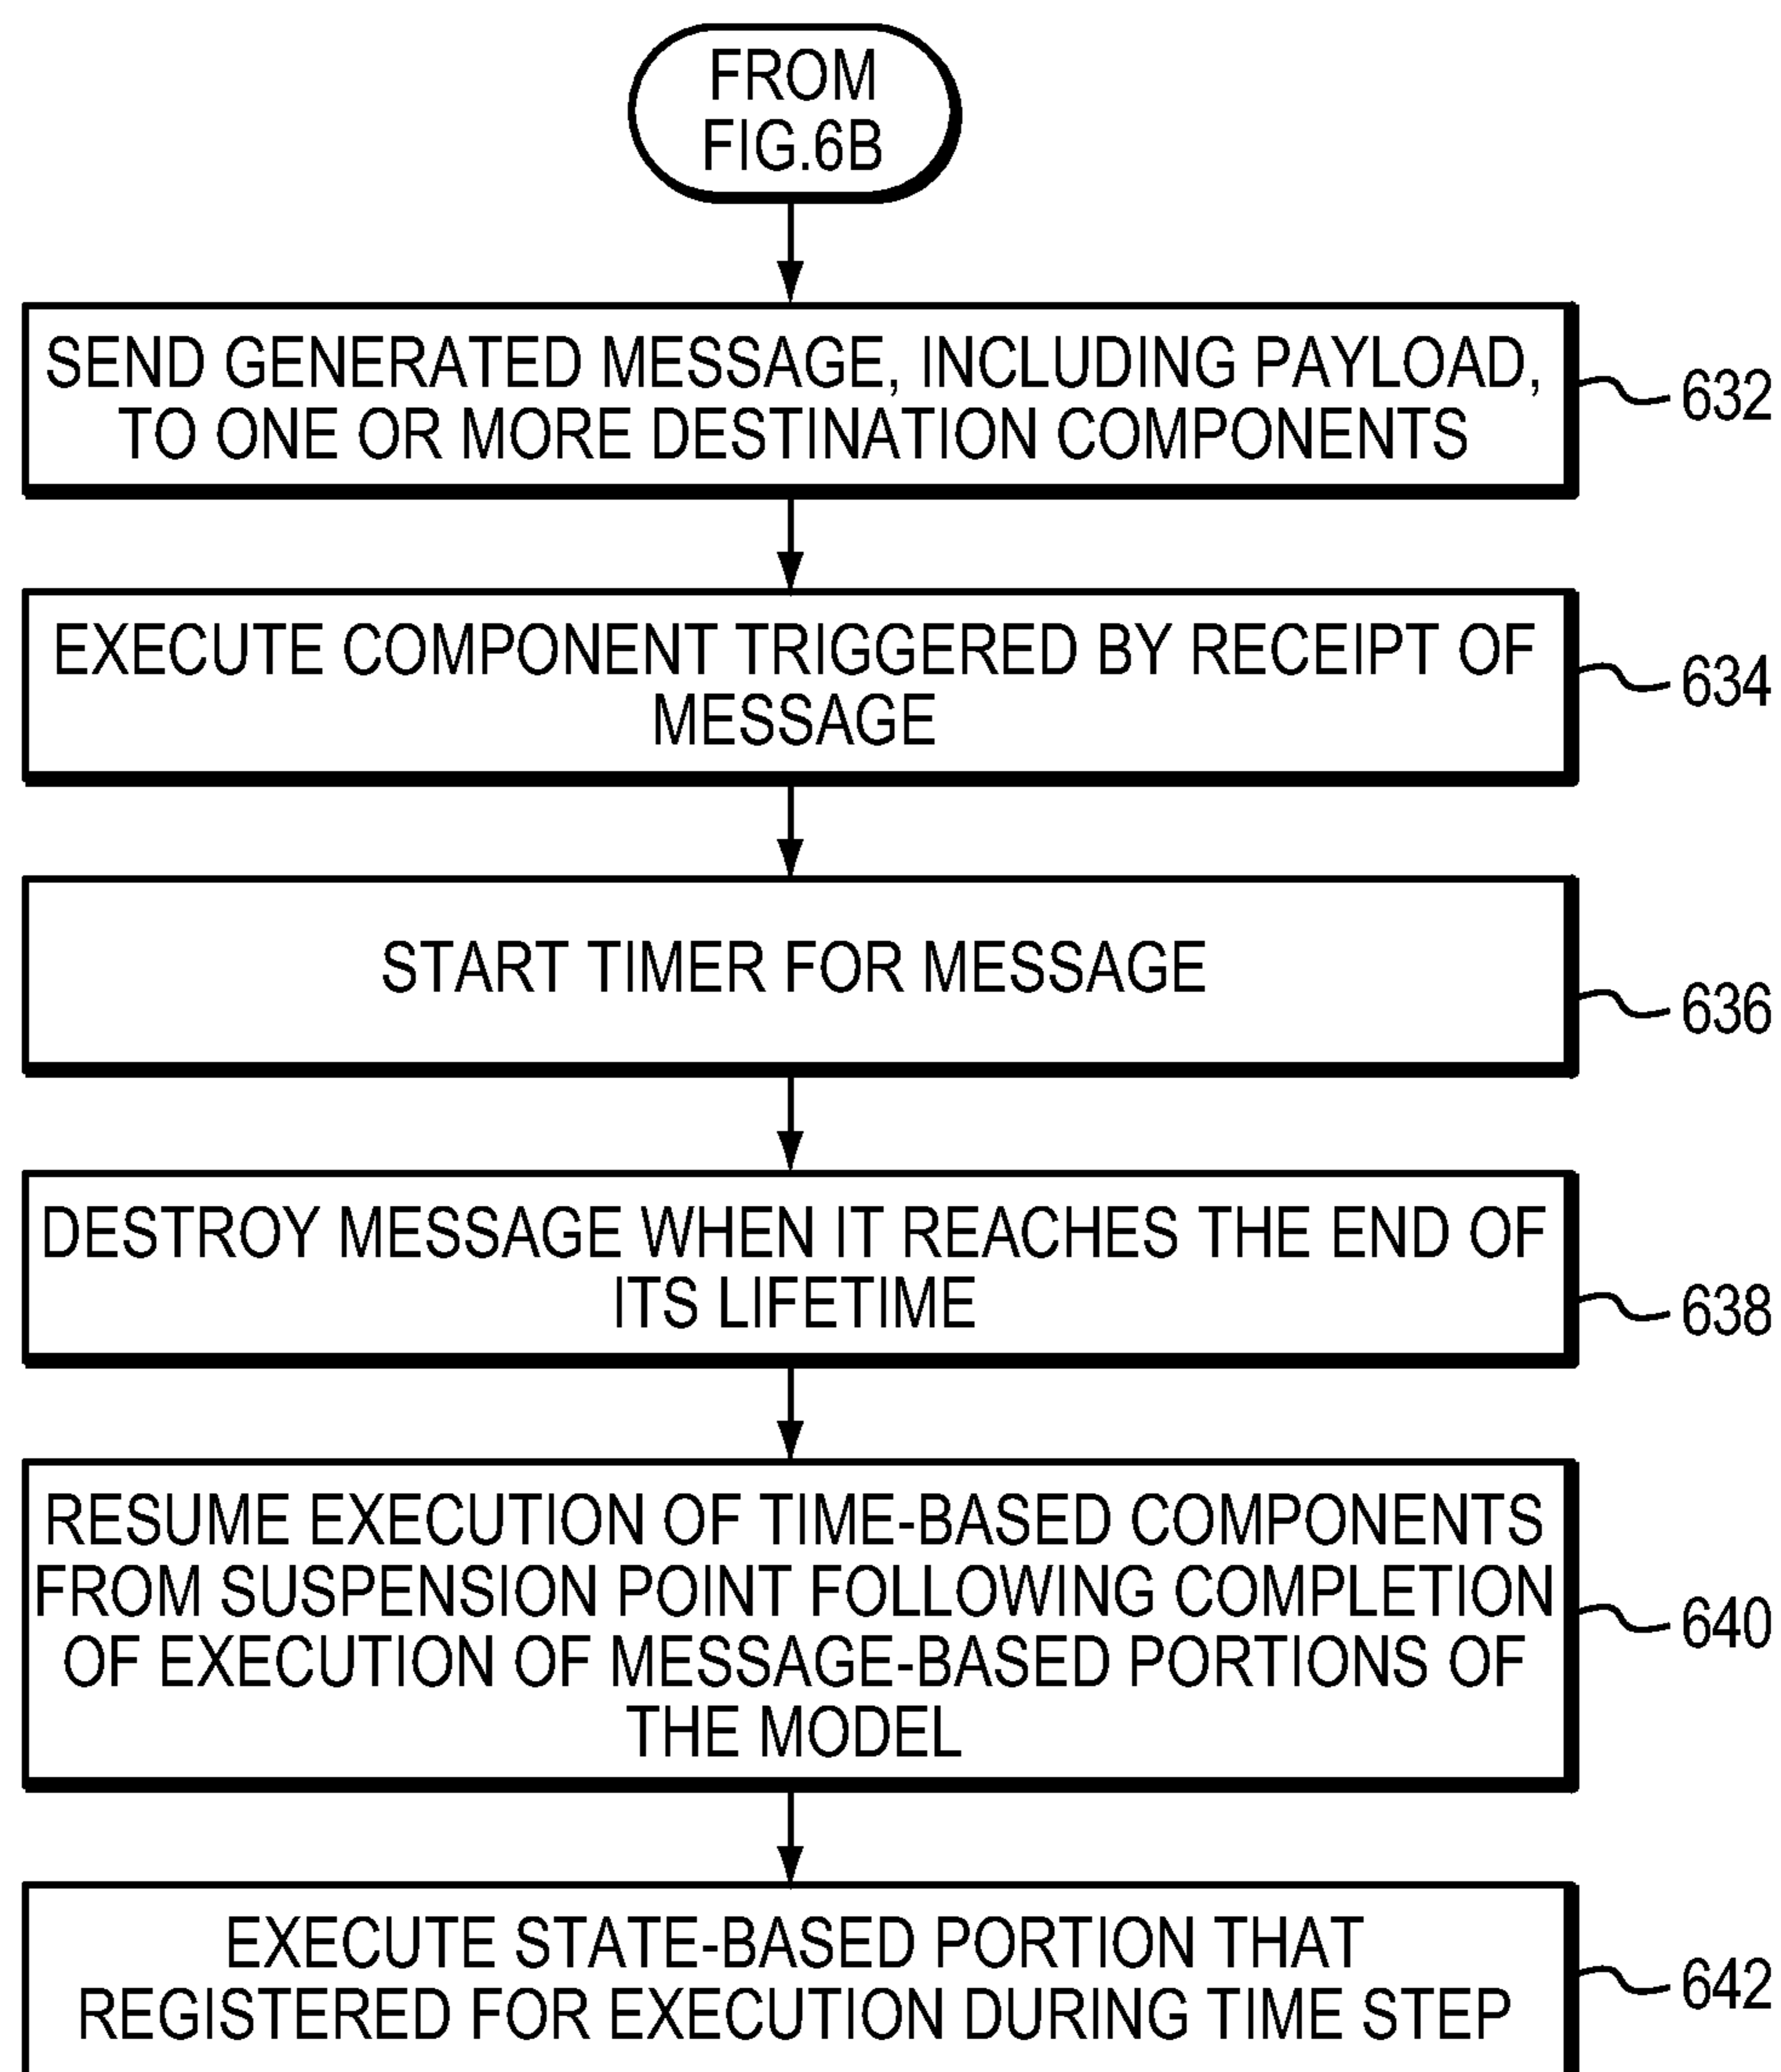 FROM
FIG.6B
SEND GENERATED MESSAGE, INCLUDING PAYLOAD,
TO ONE OR MORE DESTINATION COMPONENTS
632
EXECUTE COMPONENT TRIGGERED BY RECEIPT OF
MESSAGE
634
START TIMER FOR MESSAGE
636
DESTROY MESSAGE WHEN IT REACHES THE END OF
ITS LIFETIME
638
RESUME EXECUTION OF TIME-BASED COMPONENTS
FROM SUSPENSION POINT FOLLOWING COMPLETION
OF EXECUTION OF MESSAGE-BASED PORTIONS OF
THE MODEL
640
EXECUTE STATE-BASED PORTION THAT
REGISTERED FOR EXECUTION DURING TIME STEP
642